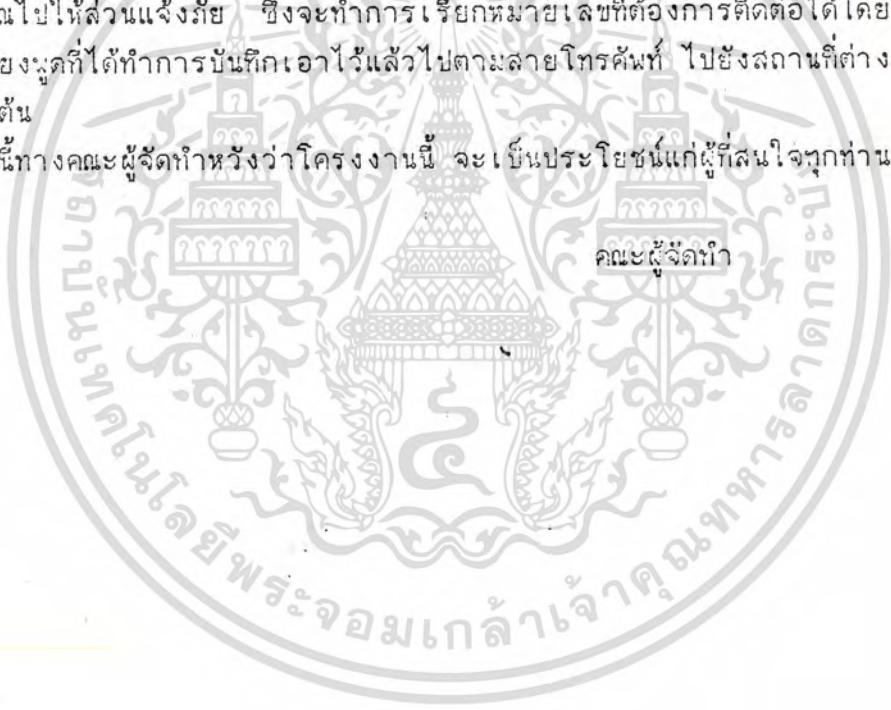 ณไปให้ส่วนแจ้งภัย ซึ่งจะทำการเรียกหมายเลขที่ต้องการติดต่อได้โดย
ยงพูดที่ได้ทำการบันทึกเอาไว้แล้วไปตามสายโทรศัพท์ ไปยังสถานที่ต่าง
ต้น
นี้ทางคณะผู้จัดทำหวังว่าโครงงานนี้ จะเป็นประโยชน์แก่ผู้ที่สนใจทุกท่าน
คณะผู้จัดทำ
สถาบันเทคโนโลยีพระจอมเกล้าเจ้าคุณทหารลาดกระบัง